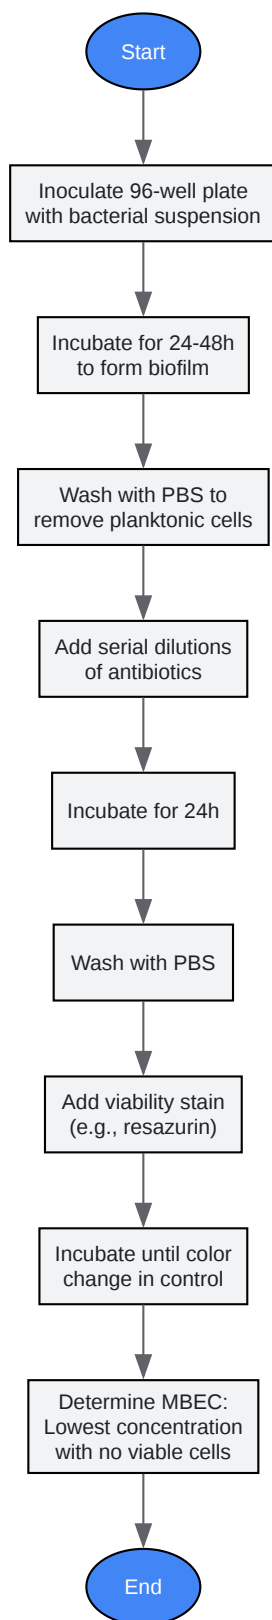 Start
Inoculate 96-well plate
with bacterial suspension
Incubate for 24-48h
to form biofilm
Wash with PBS to
remove planktonic cells
Add serial dilutions
of antibiotics
Incubate for 24h
Wash with PBS
Add viability stain
(e.g., resazurin)
Incubate until color
change in control
Determine MBEC:
Lowest concentration
with no viable cells
End